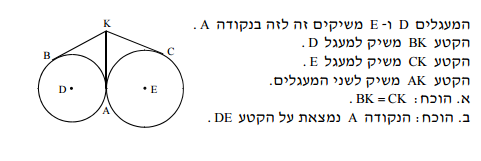 המעגלים D ו- E משיקים זה לזה בנקודה A .
הקטע BK משיק למעגל D .
הקטע CK משיק למעגל E .
הקטע AK משיק לשני המעגלים.
א. הוכח: BK = CK .
ב. הוכח: הנקודה A נמצאת על הקטע DE .
K
B
C
D
E
A